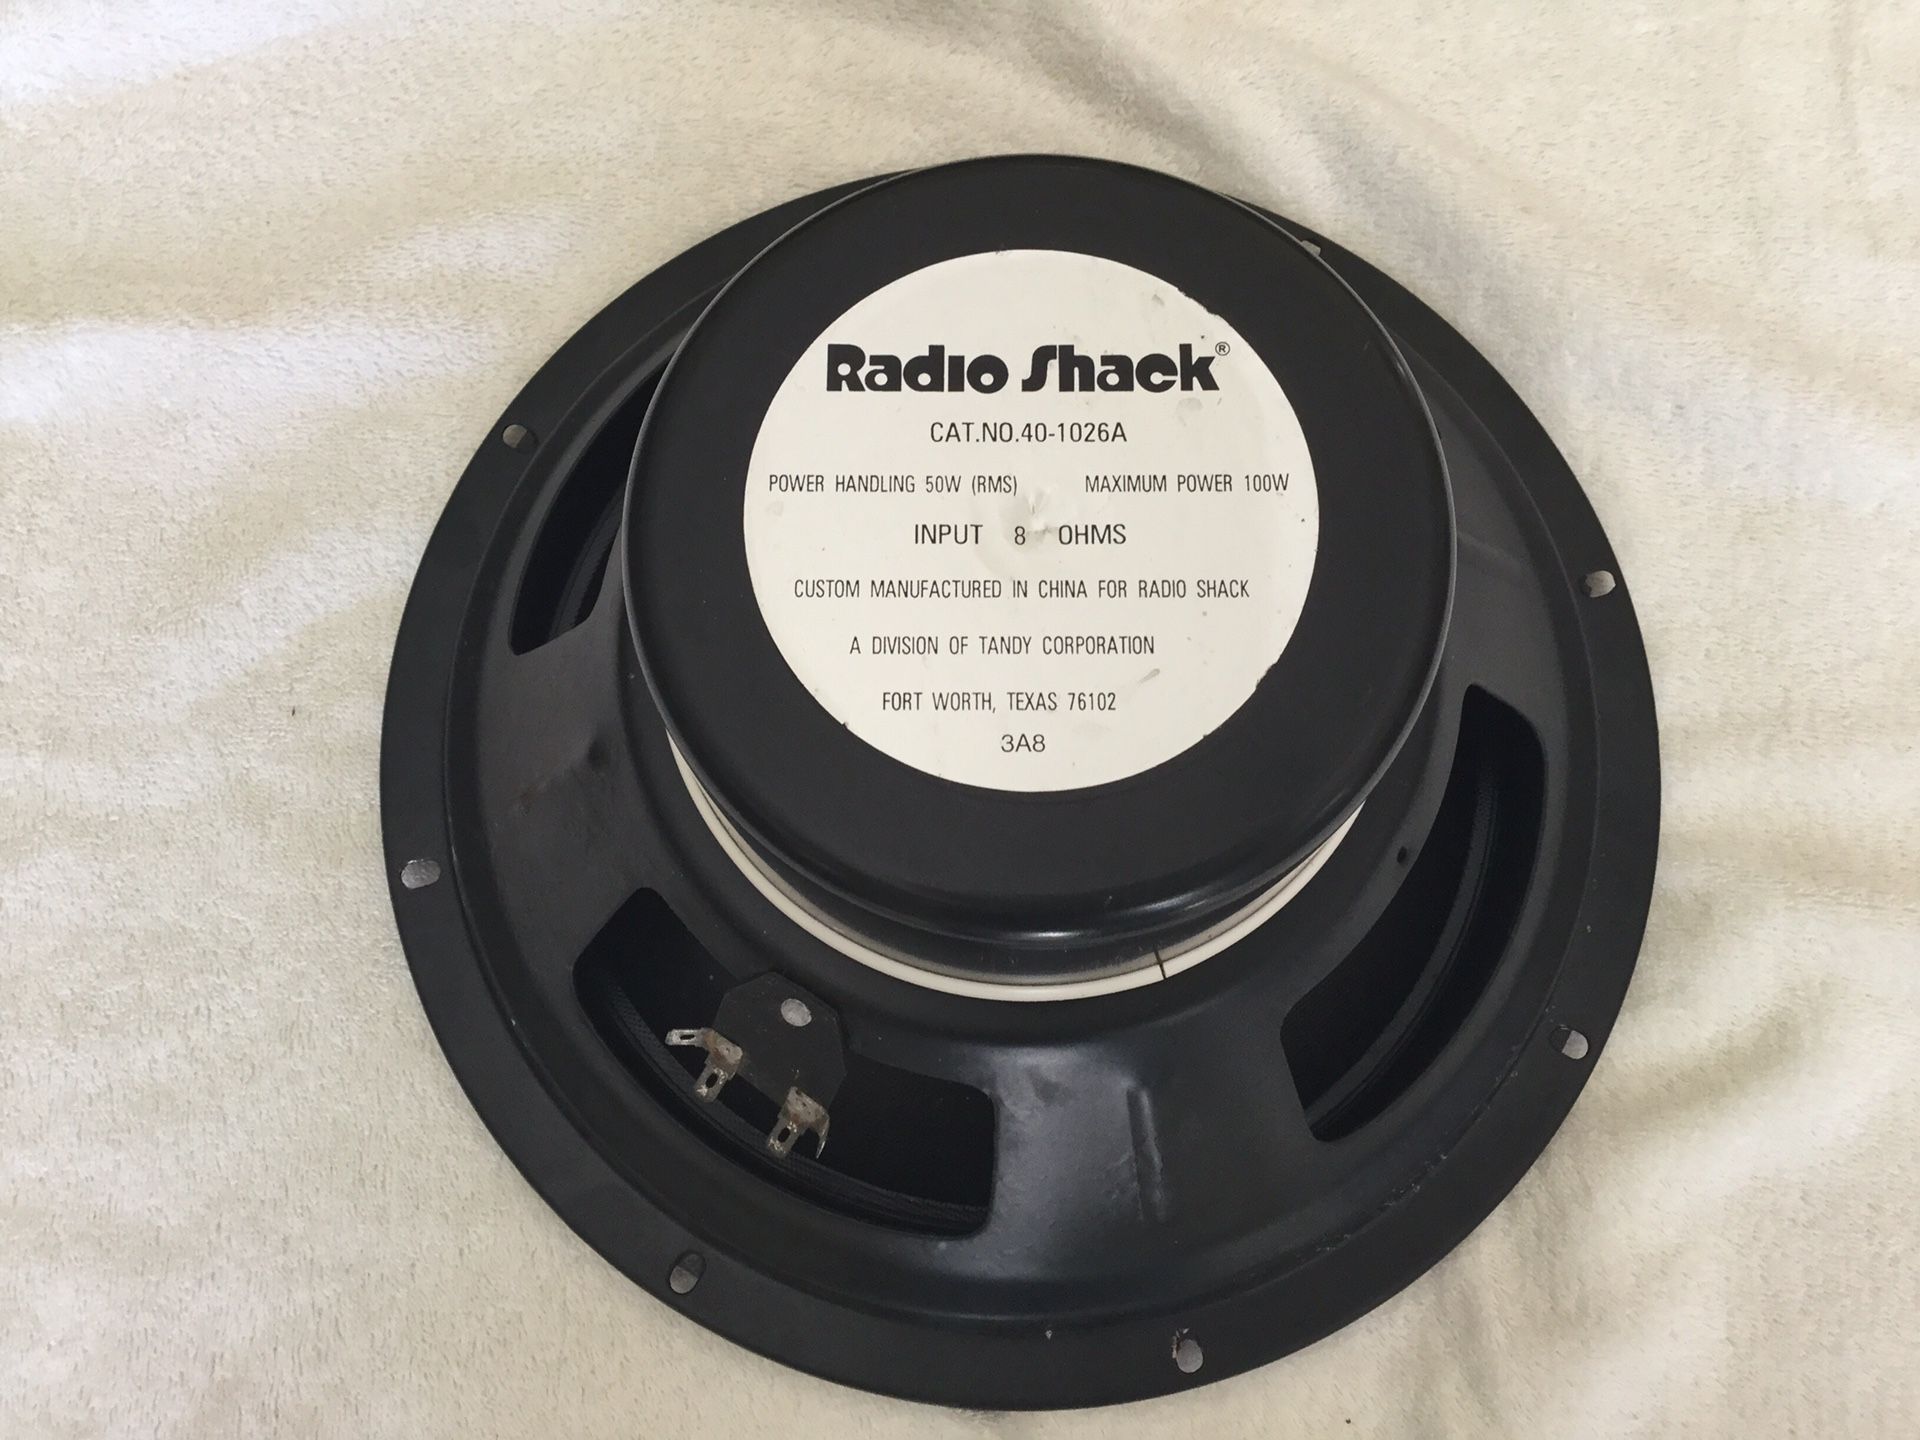 Radio Shack®
CAT.NO.40-1026A
POWER HANDLING 50W (RMS) MAXIMUM POWER 100W
INPUT 8 OHMS
CUSTOM MANUFACTURED IN CHINA FOR RADIO SHACK
A DIVISION OF TANDY CORPORATION
FORT WORTH, TEXAS 76102
3A8